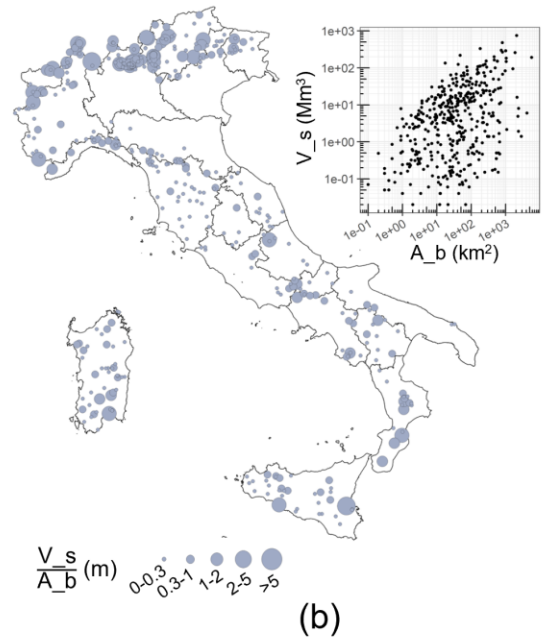 1e+03
1e+02
1e+01
1e+00
1e-01
V_s (Mm³)
1e-01
1e+00
1e+01
1e+02
1e+03
A_b (km²)
V_s
A_b
(m)
0-0.3
0.3-1
1-2
2-5
>5
(b)